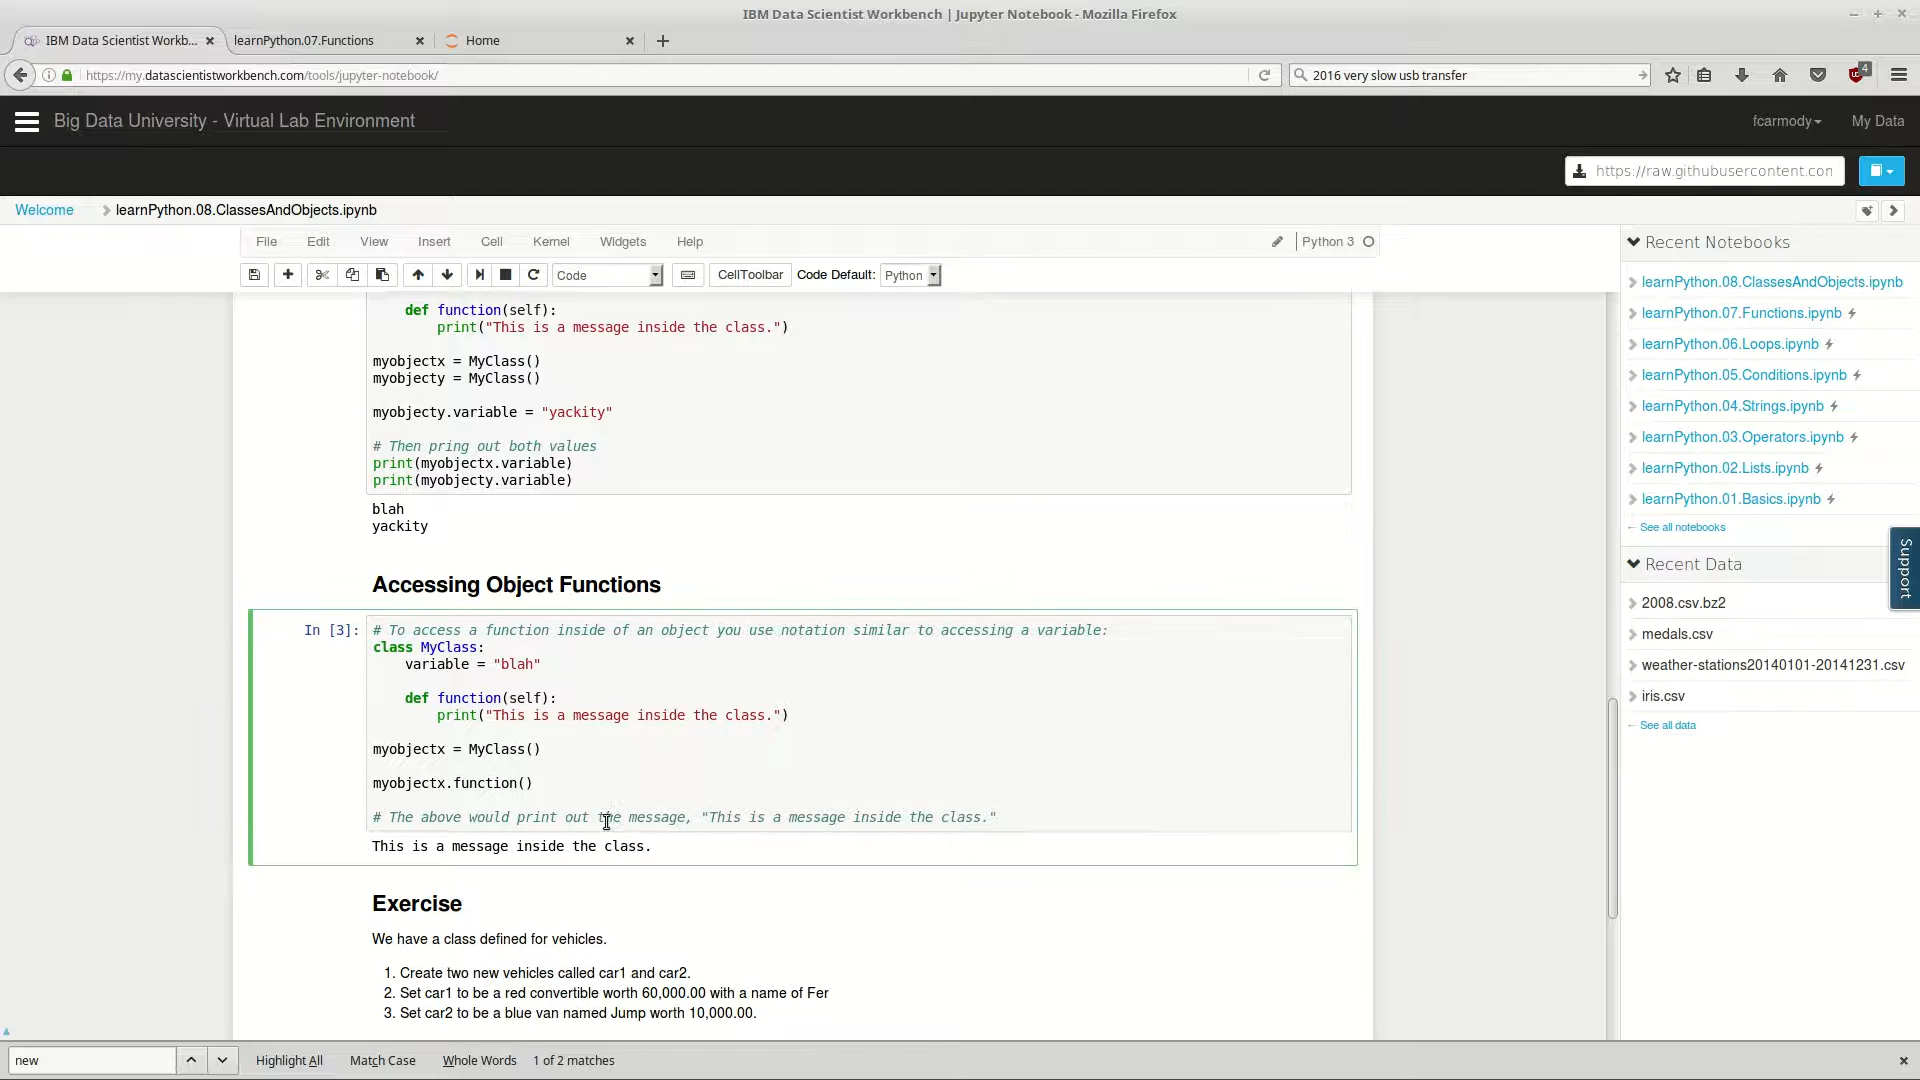 IBM Data Scientist Workbench | Jupyter Notebook - Mozilla Firefox
IBM Data Scientist Workb...
learnPython.07.Functions
Home
https://my.datascientistworkbench.com/tools/jupyter-notebook/
2016 very slow usb transfer
4
Big Data University - Virtual Lab Environment
fcarmody
My Data
https://raw.githubusercontent.com
Welcome
learnPython.08.ClassesAndObjects.ipynb
File Edit View Insert Cell Kernel Widgets Help
Python 3
Code
CellToolbar
Code Default:
Python
def function(self):
print("This is a message inside the class.")
myobjectx = MyClass()
myobjecty = MyClass()
myobjecty.variable = "yackity"
# Then pring out both values
print(myobjectx.variable)
print(myobjecty.variable)
blah
yackity
Accessing Object Functions
In [3]:
# To access a function inside of an object you use notation similar to accessing a variable:
class MyClass:
variable = "blah"
def function(self):
print("This is a message inside the class.")
myobjectx = MyClass()
myobjectx.function()
# The above would print out the message, "This is a message inside the class."
This is a message inside the class.
Exercise
We have a class defined for vehicles.
1. Create two new vehicles called car1 and car2.
2. Set car1 to be a red convertible worth 60,000.00 with a name of Fer
3. Set car2 to be a blue van named Jump worth 10,000.00.
Recent Notebooks
learnPython.08.ClassesAndObjects.ipynb
learnPython.07.Functions.ipynb
learnPython.06.Loops.ipynb
learnPython.05.Conditions.ipynb
learnPython.04.Strings.ipynb
learnPython.03.Operators.ipynb
learnPython.02.Lists.ipynb
learnPython.01.Basics.ipynb
← See all notebooks
Support
Recent Data
2008.csv.bz2
medals.csv
weather-stations20140101-20141231.csv
iris.csv
← See all data
new
Highlight All
Match Case
Whole Words
1 of 2 matches